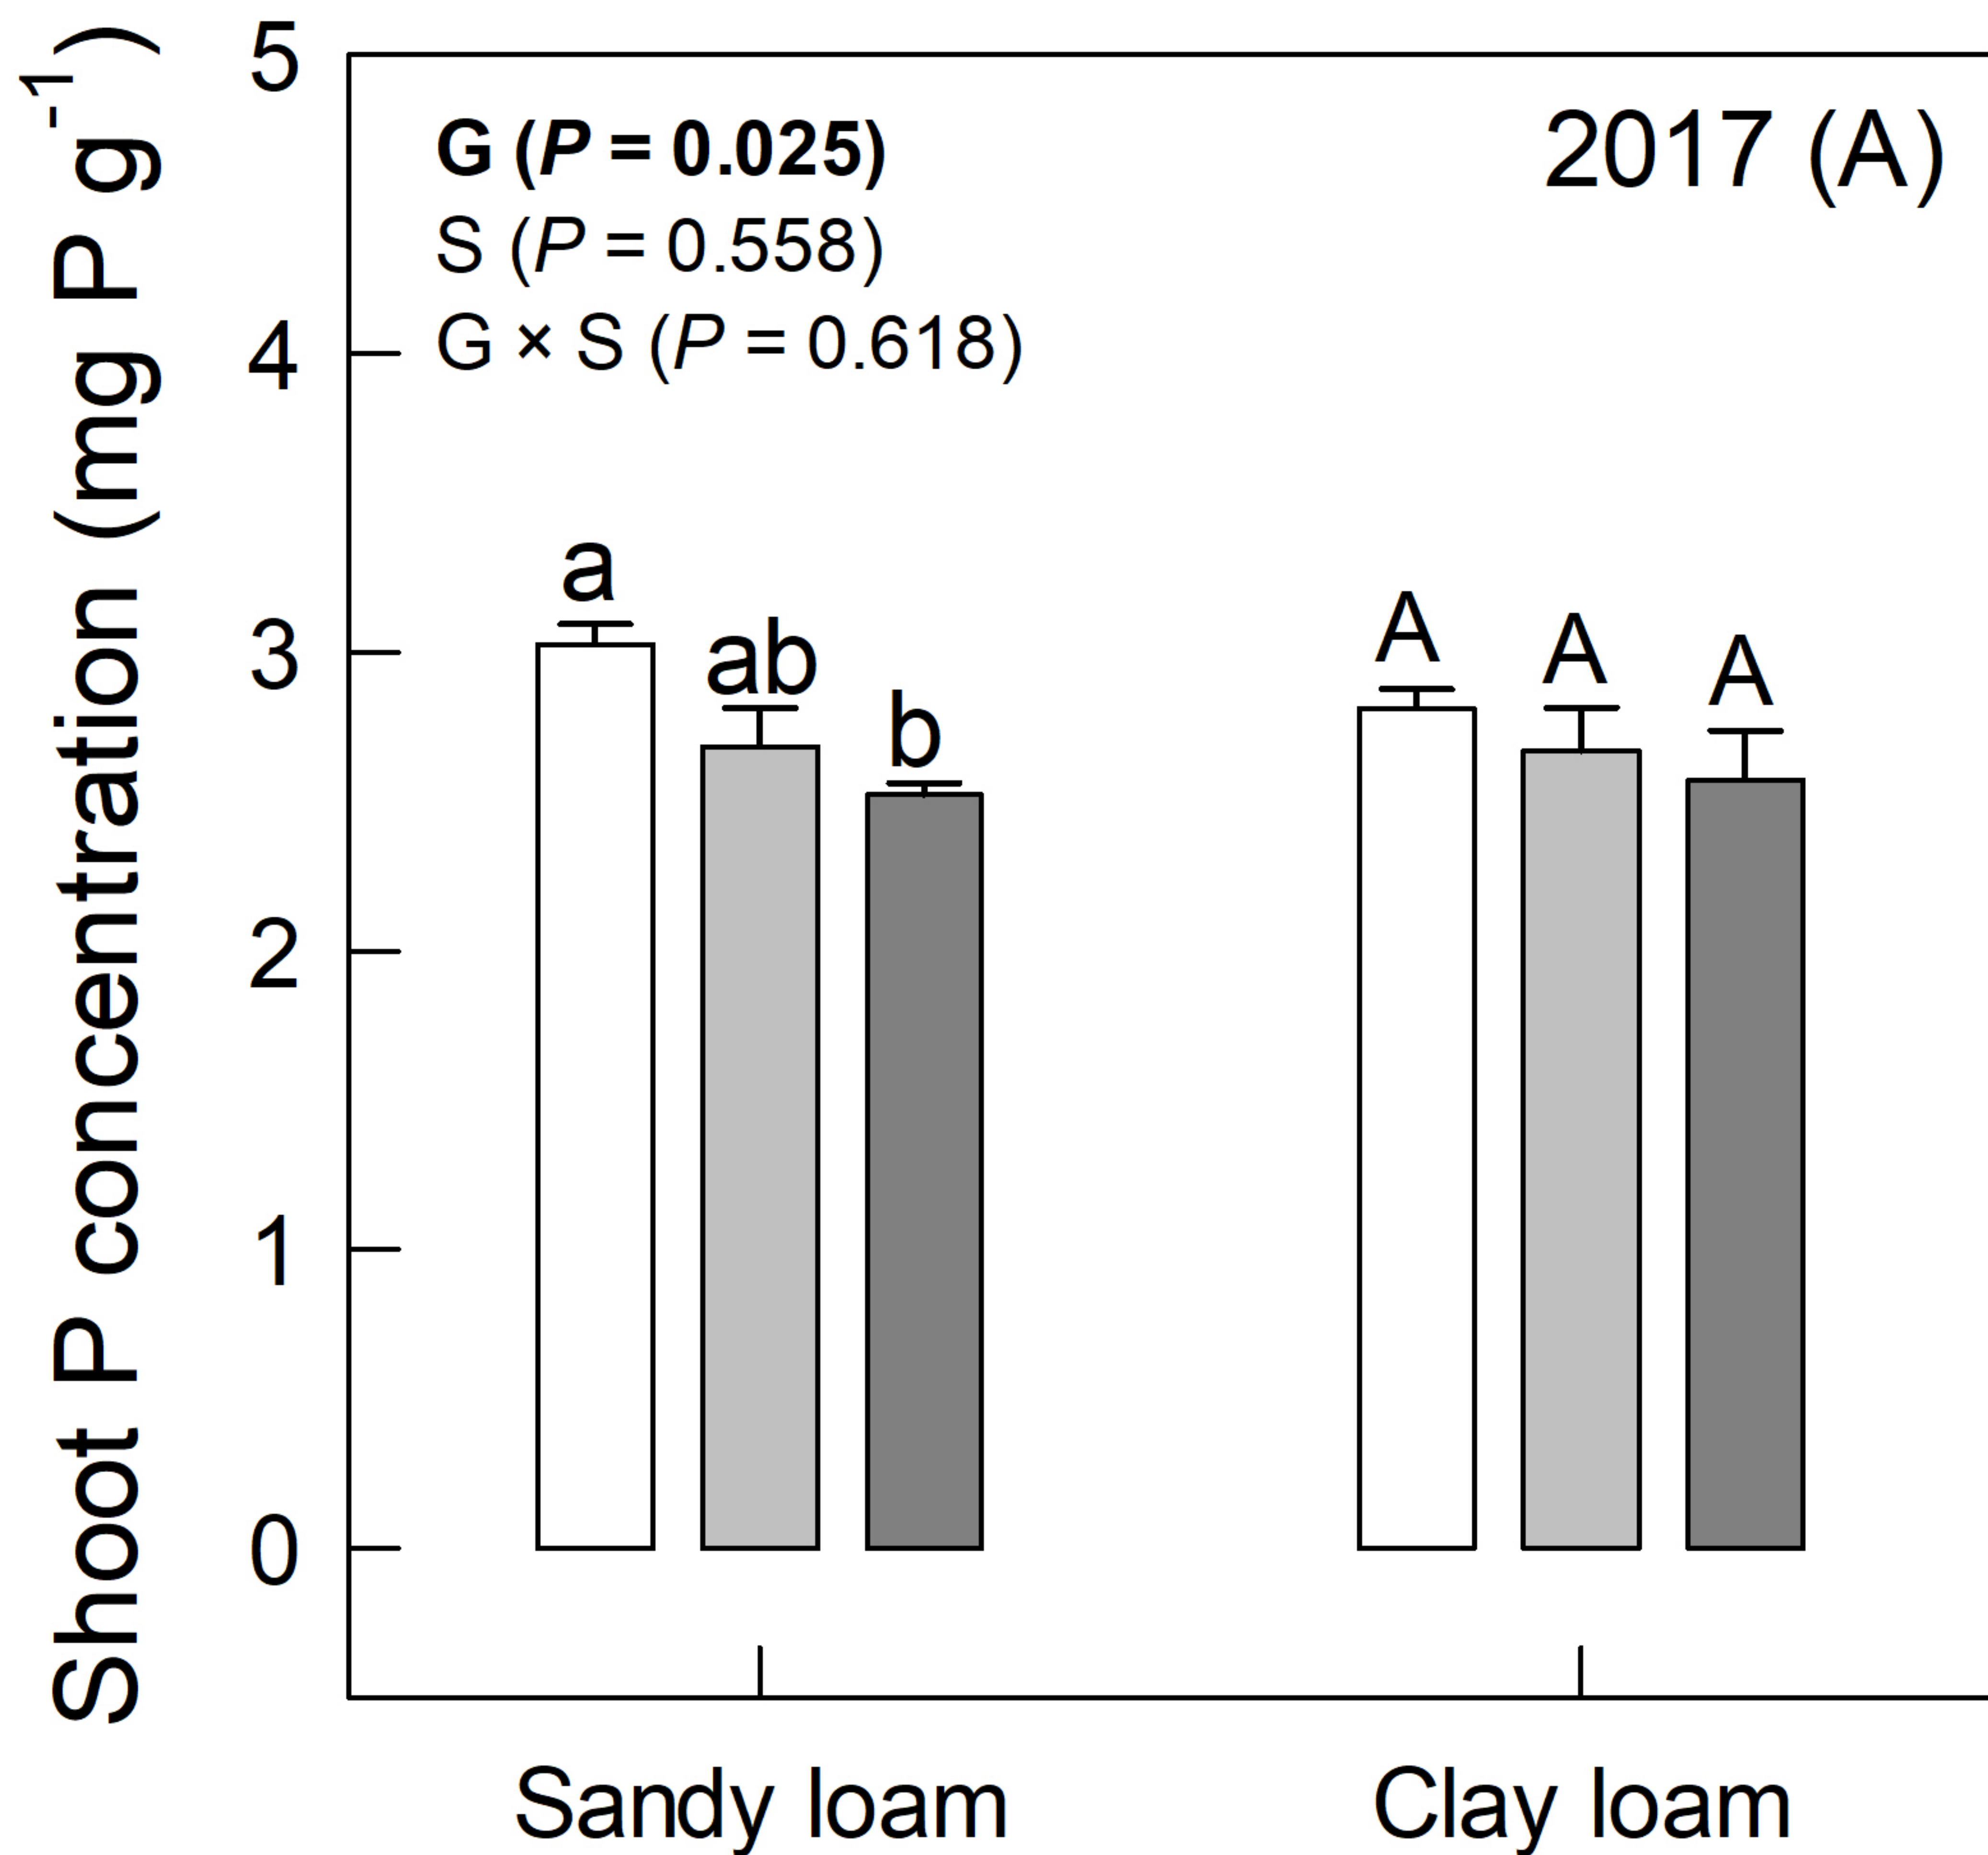 Shoot P concentration (mg P g⁻¹)
5
4
3
2
1
0
G (P = 0.025)
S (P = 0.558)
G × S (P = 0.618)
2017 (A)
a
ab
b
A
A
A
Sandy loam
Clay loam